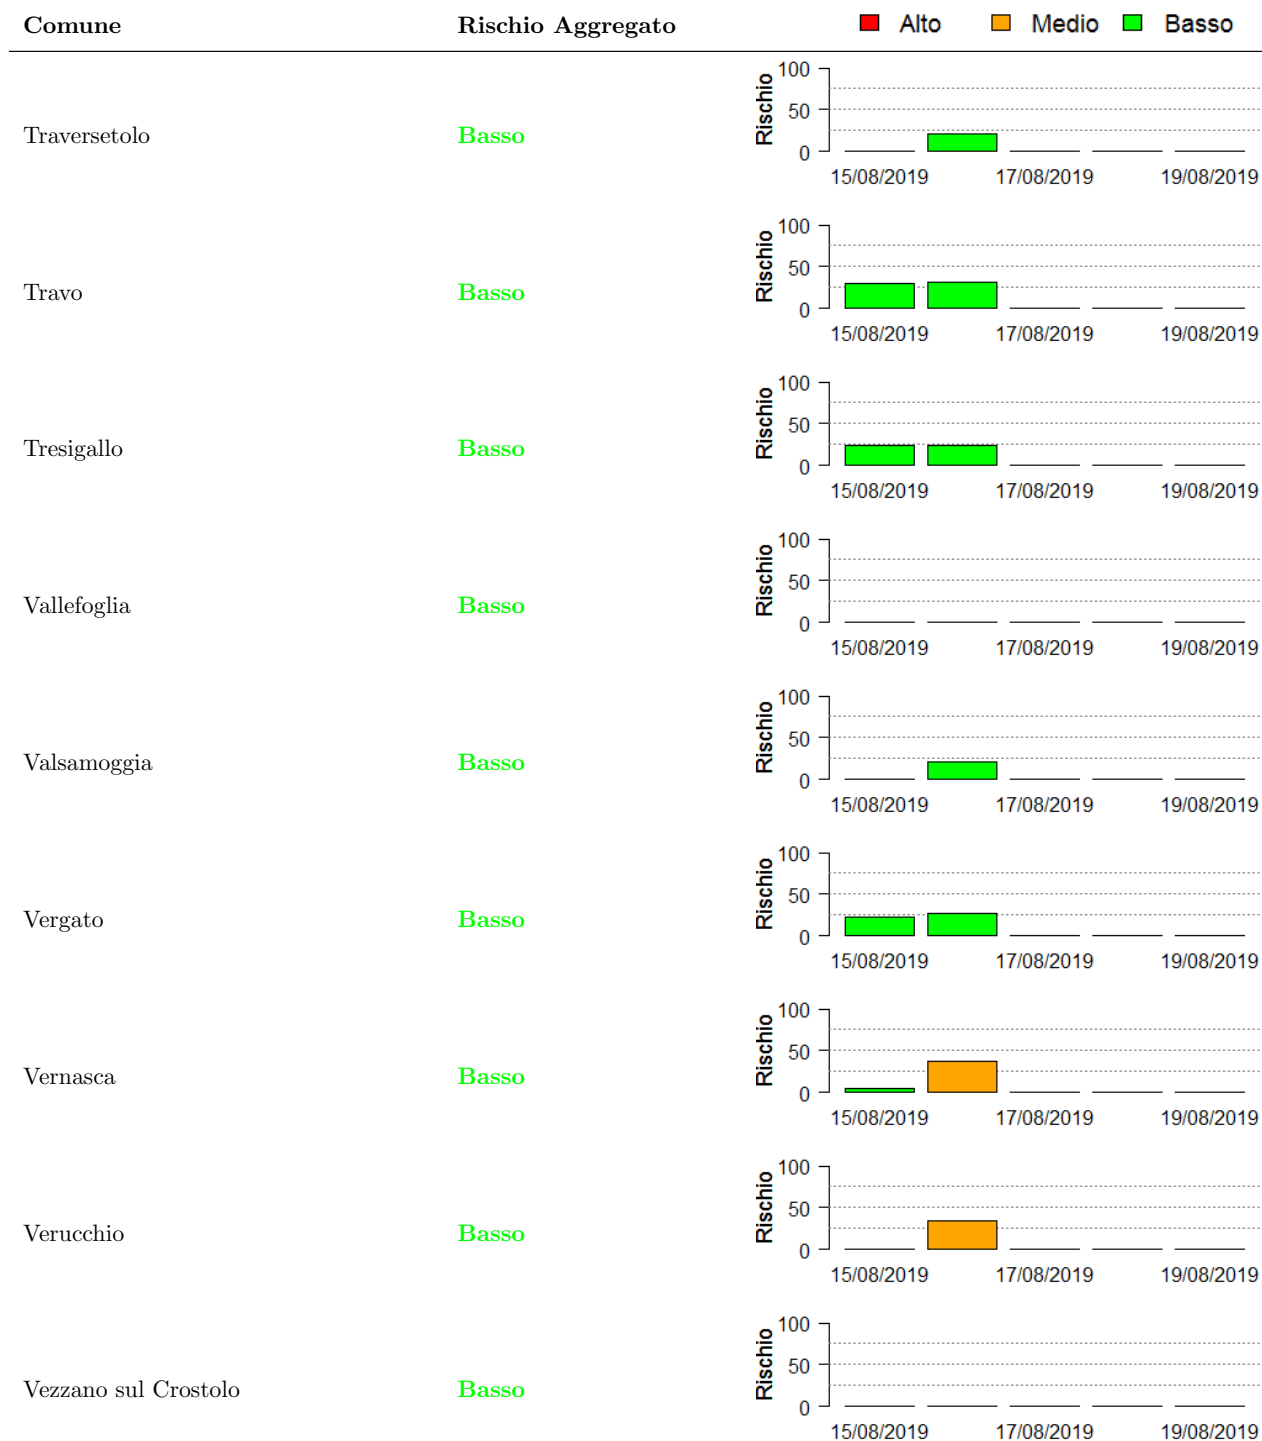 Comune Rischio Aggregato Alto Medio Basso
Traversetolo Basso
Rischio
100
50
0
15/08/2019 17/08/2019 19/08/2019
Travo Basso
Rischio
100
50
0
15/08/2019 17/08/2019 19/08/2019
Tresigallo Basso
Rischio
100
50
0
15/08/2019 17/08/2019 19/08/2019
Vallefoglia Basso
Rischio
100
50
0
15/08/2019 17/08/2019 19/08/2019
Valsamoggia Basso
Rischio
100
50
0
15/08/2019 17/08/2019 19/08/2019
Vergato Basso
Rischio
100
50
0
15/08/2019 17/08/2019 19/08/2019
Vernasca Basso
Rischio
100
50
0
15/08/2019 17/08/2019 19/08/2019
Verucchio Basso
Rischio
100
50
0
15/08/2019 17/08/2019 19/08/2019
Vezzano sul Crostolo Basso
Rischio
100
50
0
15/08/2019 17/08/2019 19/08/2019